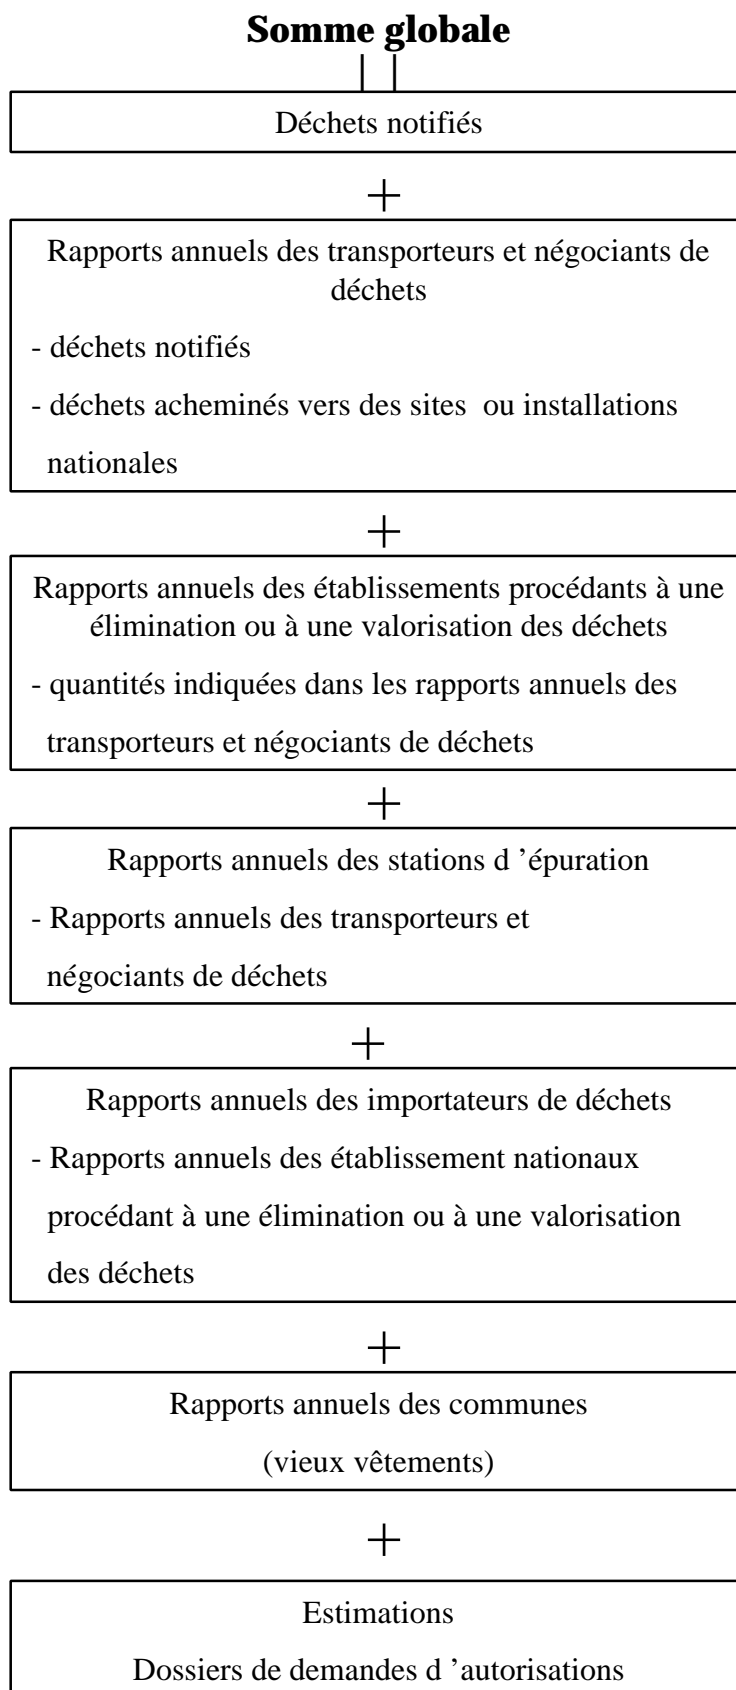 Somme globale
Déchets notifiés
+
Rapports annuels des transporteurs et négociants de
déchets
- déchets notifiés
- déchets acheminés vers des sites ou installations
nationales
+
Rapports annuels des établissements procédants à une
élimination ou à une valorisation des déchets
- quantités indiquées dans les rapports annuels des
transporteurs et négociants de déchets
+
Rapports annuels des stations d ’épuration
- Rapports annuels des transporteurs et
négociants de déchets
+
Rapports annuels des importateurs de déchets
- Rapports annuels des établissement nationaux
procédant à une élimination ou à une valorisation
des déchets
+
Rapports annuels des communes
(vieux vêtements)
+
Estimations
Dossiers de demandes d ’autorisations